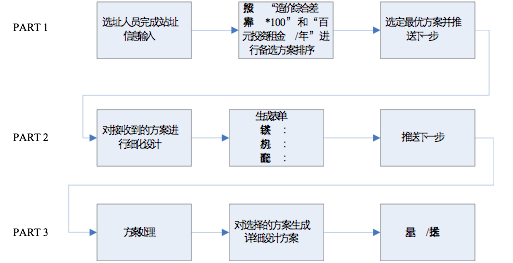 PART 1
选址人员完成站址
信息输入
“造价综合差
*100”和“百
元投资租金 /年”进
行备选方案排序
选定最优方案并推
送下一步
PART 2
对接收到的方案进
行细化设计
生成表单
:
:
:
推送下一步
PART 3
方案处理
对选择的方案生成
详细设计方案
/